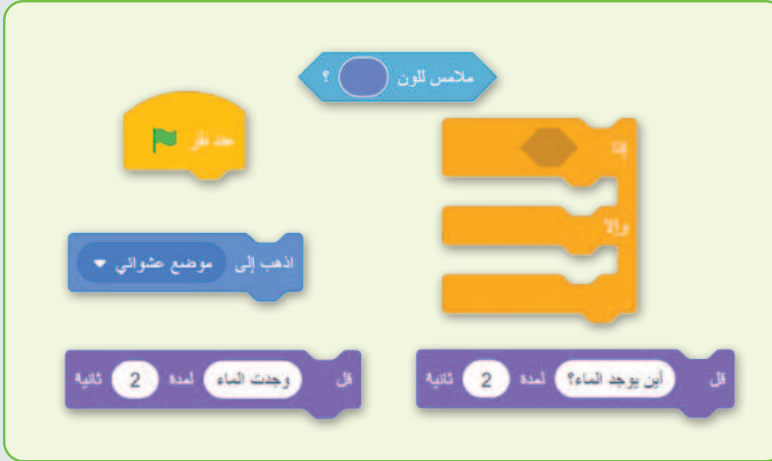 ملامس للون ؟
عند نقر
إذا
وإلا
اذهب إلى موضع عشوائي
قل أين يوجد الماء؟ لمدة 2 ثانية
قل وجدت الماء لمدة 2 ثانية